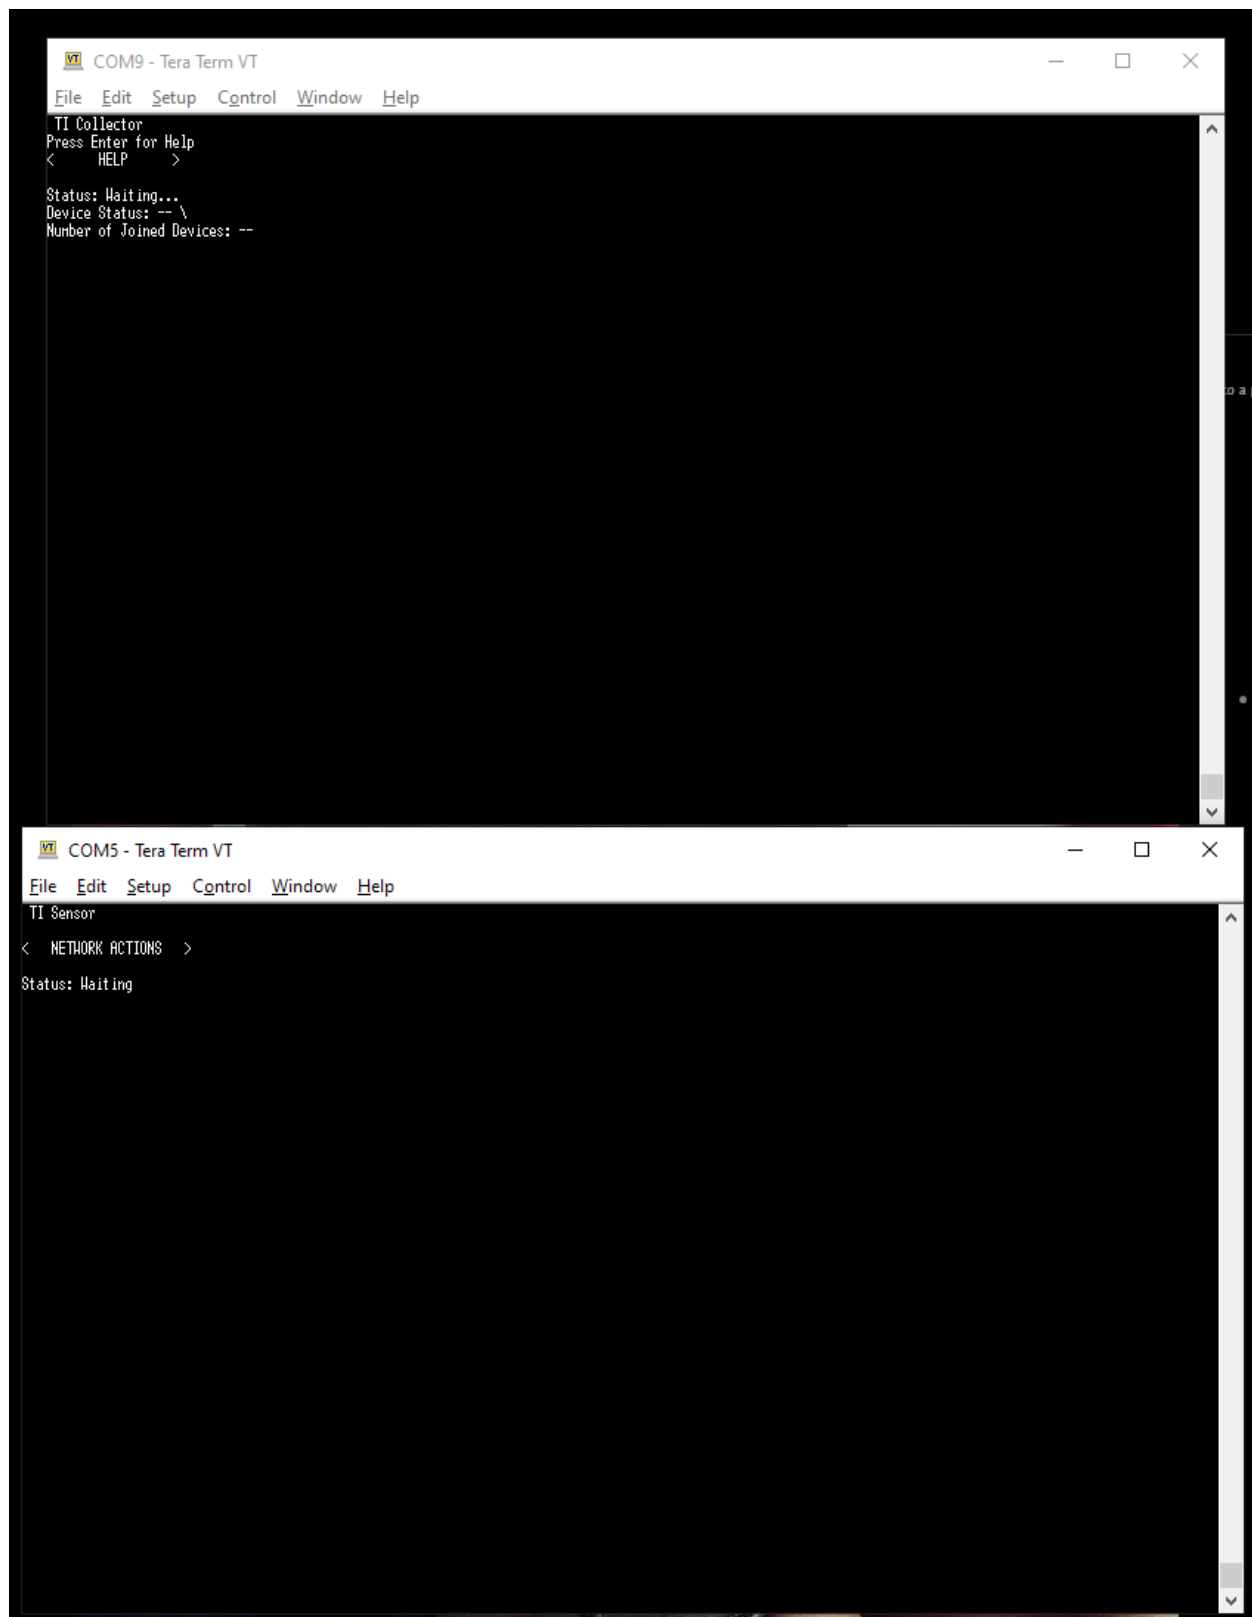 COM9 - Tera Term VT
File Edit Setup Control Window Help
TI Collector
Press Enter for Help
< HELP >
Status: Waiting...
Device Status: -- \
Number of Joined Devices: --
to a
COM5 - Tera Term VT
File Edit Setup Control Window Help
TI Sensor
< NETWORK ACTIONS >
Status: Waiting